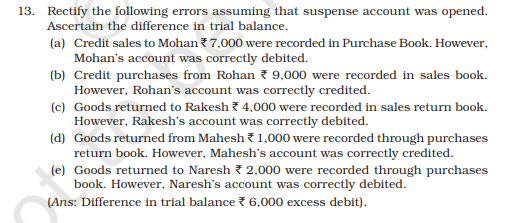 13. Rectify the following errors assuming that suspense account was opened.
Ascertain the difference in trial balance.
(a) Credit sales to Mohan ₹ 7,000 were recorded in Purchase Book. However,
Mohan's account was correctly debited.
(b) Credit purchases from Rohan ₹ 9,000 were recorded in sales book.
However, Rohan's account was correctly credited.
(c) Goods returned to Rakesh ₹ 4,000 were recorded in sales return book.
However, Rakesh's account was correctly debited.
(d) Goods returned from Mahesh ₹ 1,000 were recorded through purchases
return book. However, Mahesh's account was correctly credited.
(e) Goods returned to Naresh ₹ 2,000 were recorded through purchases
book. However, Naresh's account was correctly debited.
(Ans: Difference in trial balance ₹ 6,000 excess debit).